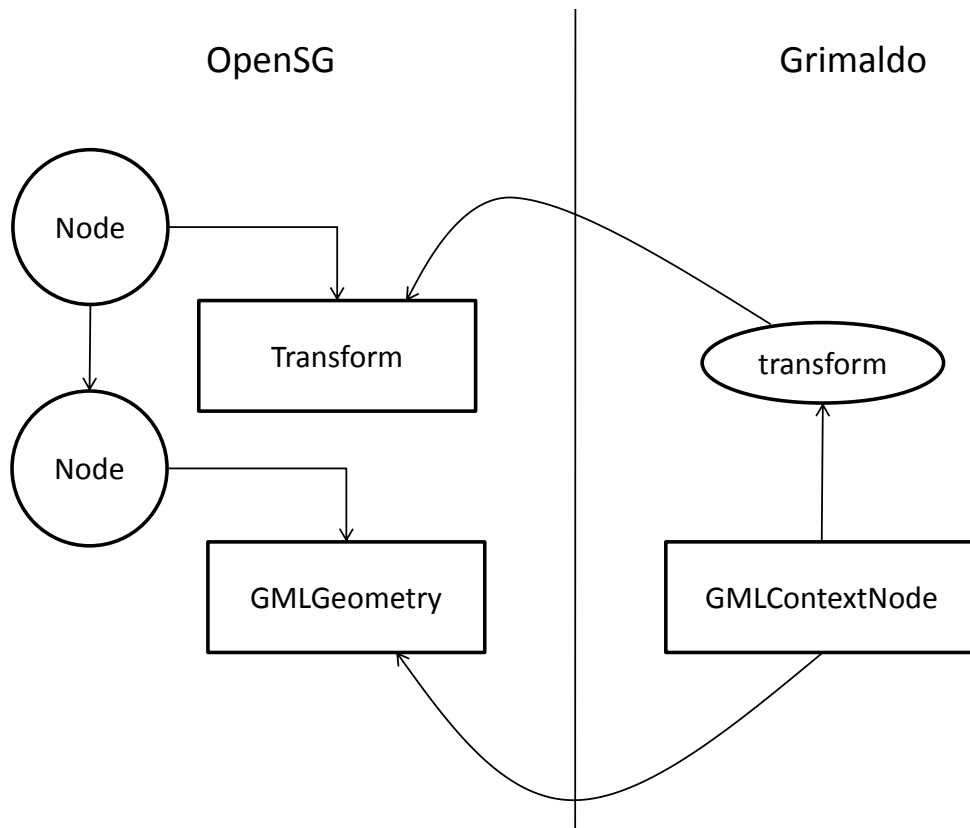 OpenSG
Grimaldo
Node
Transform
transform
Node
GMLGeometry
GMLContextNode